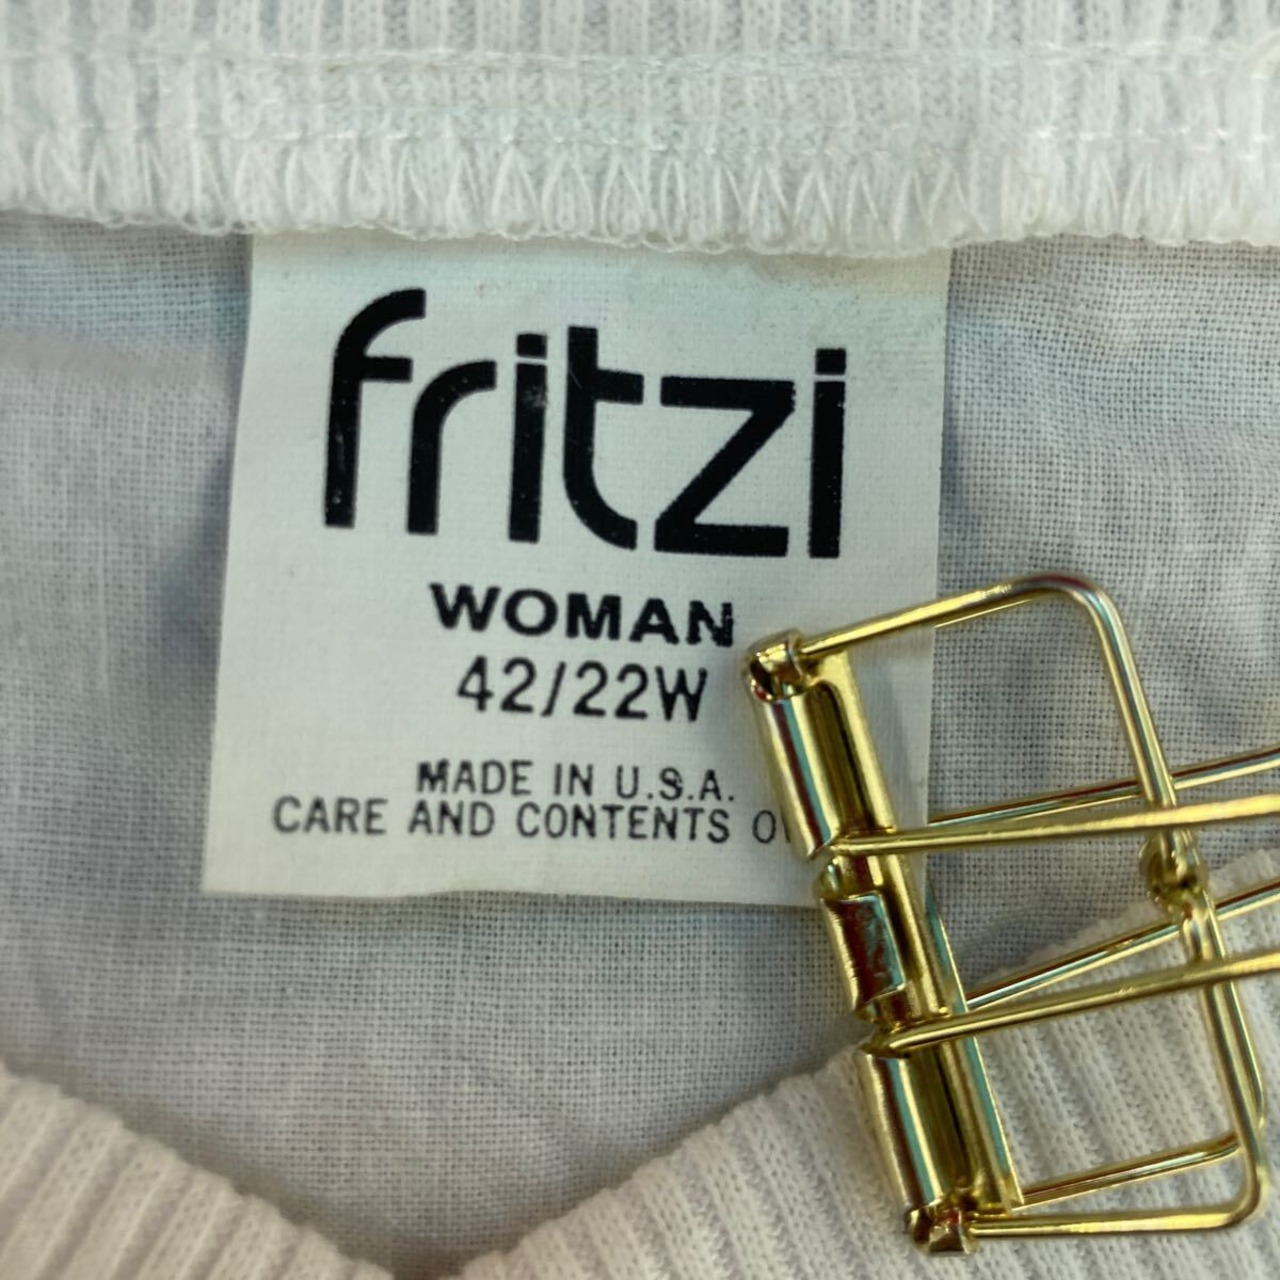 fritzi
WOMAN
42/22W
MADE IN U.S.A.
CARE AND CONTENTS